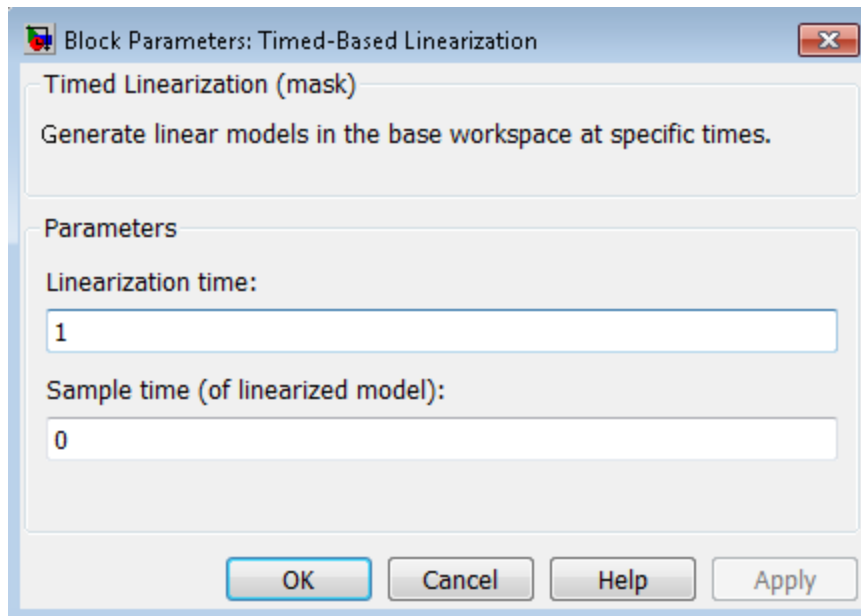 Block Parameters: Timed-Based Linearization
Timed Linearization (mask)
Generate linear models in the base workspace at specific times.
Parameters
Linearization time:
1
Sample time (of linearized model):
0
OK Cancel Help Apply